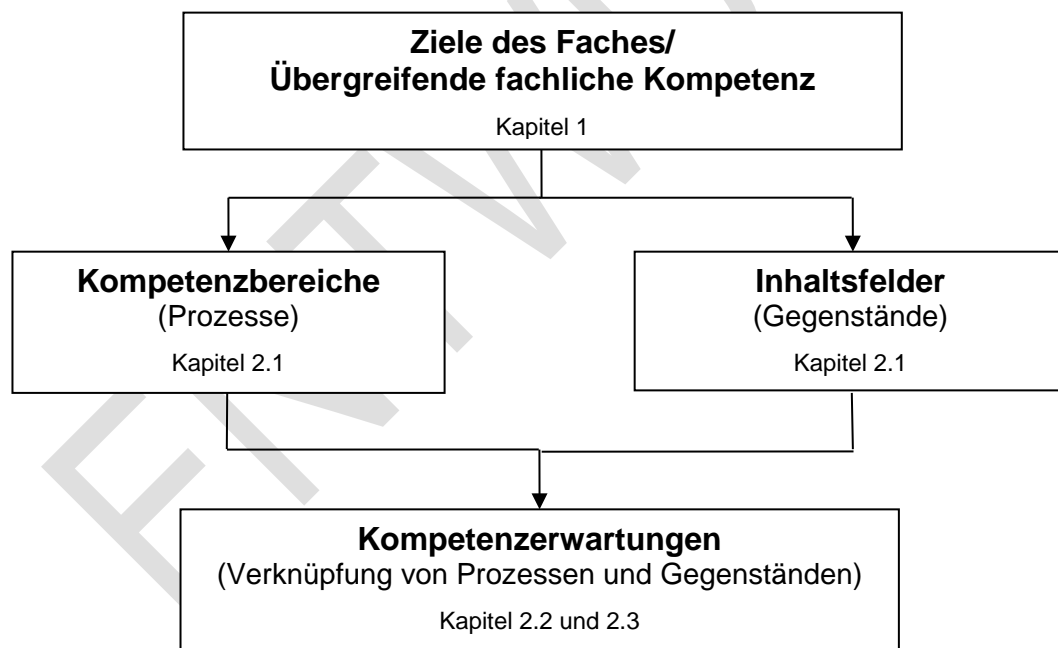 Ziele des Faches/
Übergreifende fachliche Kompetenz
Kapitel 1
Kompetenzbereiche
(Prozesse)
Kapitel 2.1
Inhaltsfelder
(Gegenstände)
Kapitel 2.1
Kompetenzerwartungen
(Verknüpfung von Prozessen und Gegenständen)
Kapitel 2.2 und 2.3